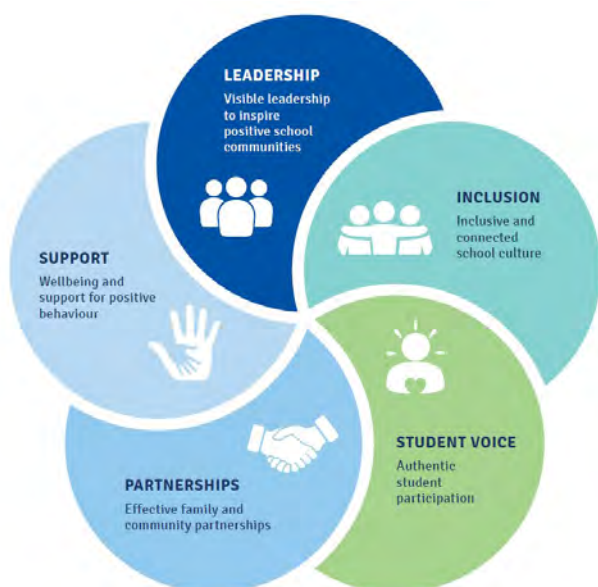 LEADERSHIP
Visible leadership
to inspire
positive school
communities
INCLUSION
Inclusive and
connected
school culture
STUDENT VOICE
Authentic
student
participation
PARTNERSHIPS
Effective family and
community partnerships
SUPPORT
Wellbeing and
support for positive
behaviour